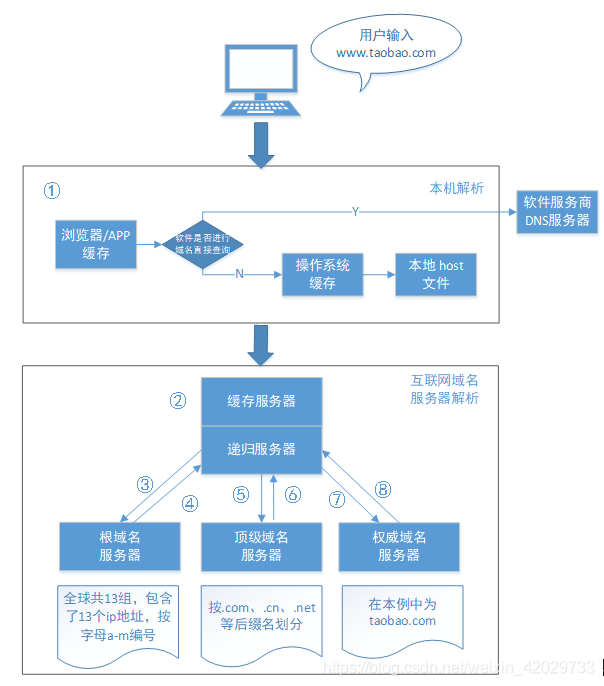 用户输入
www.taobao.com
①
本机解析
浏览器/APP
缓存
软件是否进行
域名直接查询
Y
N
操作系统
缓存
本地 host
文件
软件服务商
DNS服务器
互联网域名
服务器解析
②
缓存服务器
递归服务器
③
④
⑤
⑥
⑦
⑧
根域名
服务器
顶级域名
服务器
权威域名
服务器
全球共13组，包含
了13个ip地址，按
字母a-m编号
按.com、.cn、.net
等后缀名划分
在本例中为
taobao.com
https://blog.csdn.net/weixin_42029733